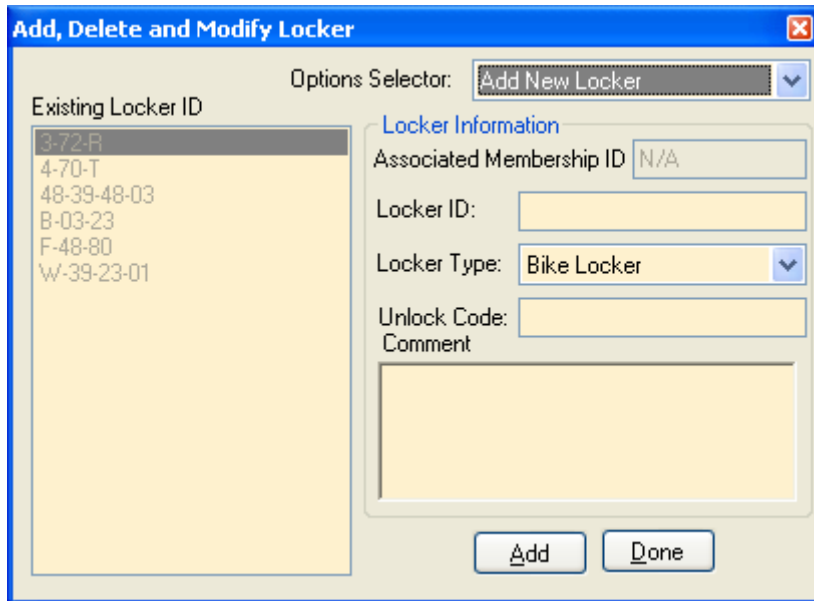 Add, Delete and Modify Locker
Options Selector: Add New Locker
Existing Locker ID
3-72-R
4-70-T
48-39-48-03
B-03-23
F-48-80
W-39-23-01
Locker Information
Associated Membership ID N/A
Locker ID:
Locker Type: Bike Locker
Unlock Code:
Comment
Add Done